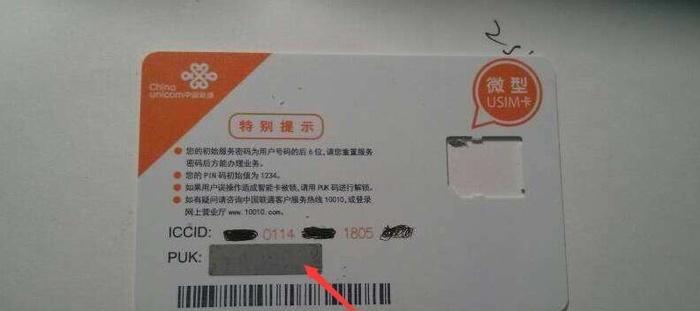 China
unicom中国联通
微型
USIM卡
特别提示
您的初始服务密码为用户号码的后6位,请您重置服务
密码后方能办理业务。
您的PIN码初始值为1234。
如果用户误操作造成智能卡被锁,请用PUK码进行解锁。
如有疑问请咨询中国联通客户服务热线10010,或登录
网上营业厅www.10010.com。
ICCID: 0114 1805
PUK: